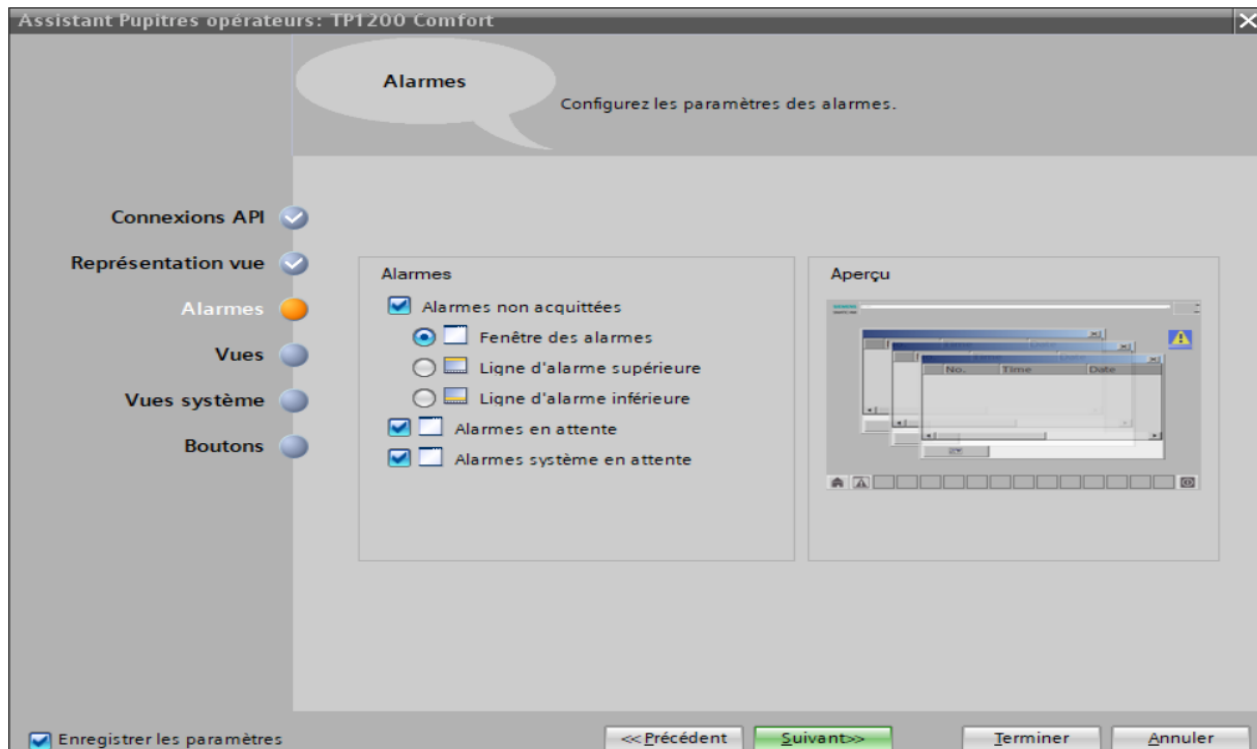 Assistant Pupitres opérateurs: TP1200 Comfort
Alarmes
Configurez les paramètres des alarmes.
Connexions API
Représentation vue
Alarmes
Vues
Vues système
Boutons
Alarmes
Alarmes non acquittées
Fenêtre des alarmes
Ligne d'alarme supérieure
Ligne d'alarme inférieure
Alarmes en attente
Alarmes système en attente
Aperçu
SIEMENS
No. Time Date
Enregistrer les paramètres
<<Précédent
Suivant>>
Terminer
Annuler